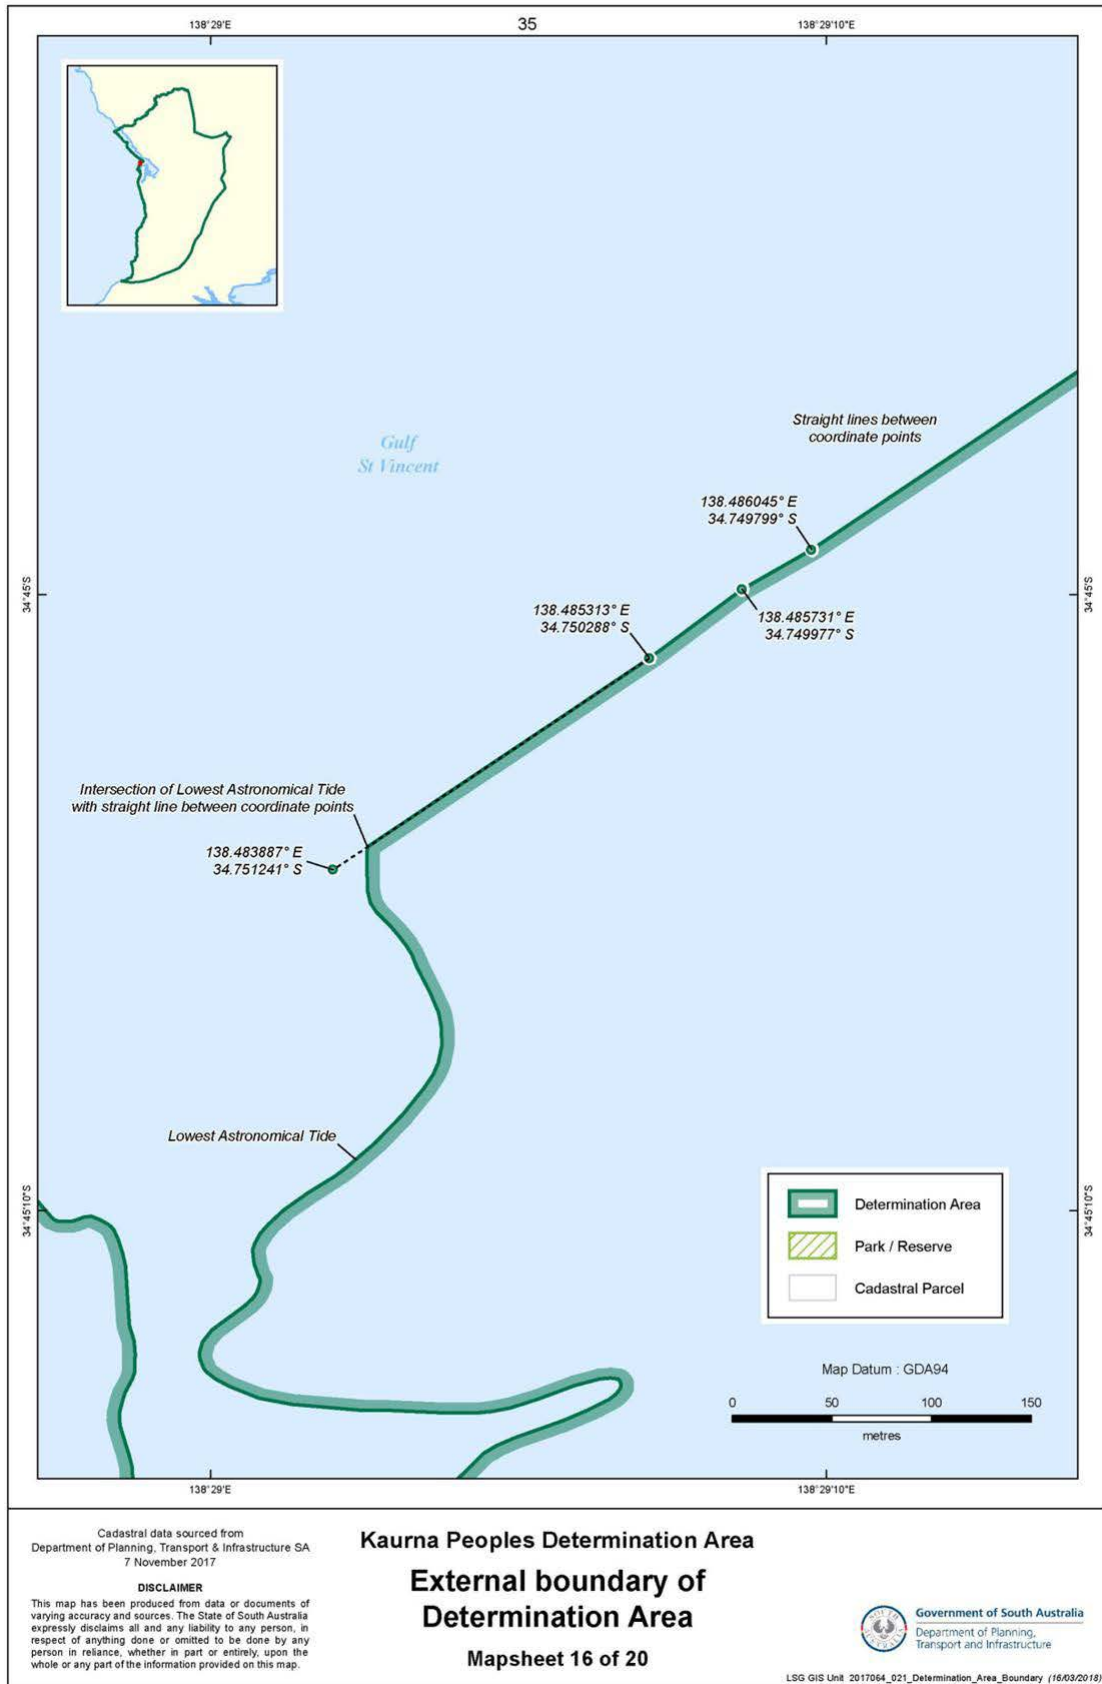 35
138°29'E
138°29'10"E
Straight lines between
coordinate points
Gulf
St Vincent
138.486045° E
34.749799° S
34°45'S
34°45'S
138.485313° E
34.750288° S
138.485731° E
34.749977° S
Intersection of Lowest Astronomical Tide
with straight line between coordinate points
138.483887° E
34.751241° S
Lowest Astronomical Tide
34°45'10"S
34°45'10"S
Determination Area
Park / Reserve
Cadastral Parcel
Map Datum : GDA94
0 50 100 150
metres
138°29'E
138°29'10"E
Cadastral data sourced from
Department of Planning, Transport & Infrastructure SA
7 November 2017
DISCLAIMER
This map has been produced from data or documents of
varying accuracy and sources. The State of South Australia
expressly disclaims all and any liability to any person, in
respect of anything done or omitted to be done by any
person in reliance, whether in part or entirely, upon the
whole or any part of the information provided on this map.
Kaurna Peoples Determination Area
External boundary of
Determination Area
Mapsheet 16 of 20
SOUTH
AUSTRALIA
Government of South Australia
Department of Planning,
Transport and Infrastructure
LSG GIS Unit 2017064_021_Determination_Area_Boundary (16/03/2018)